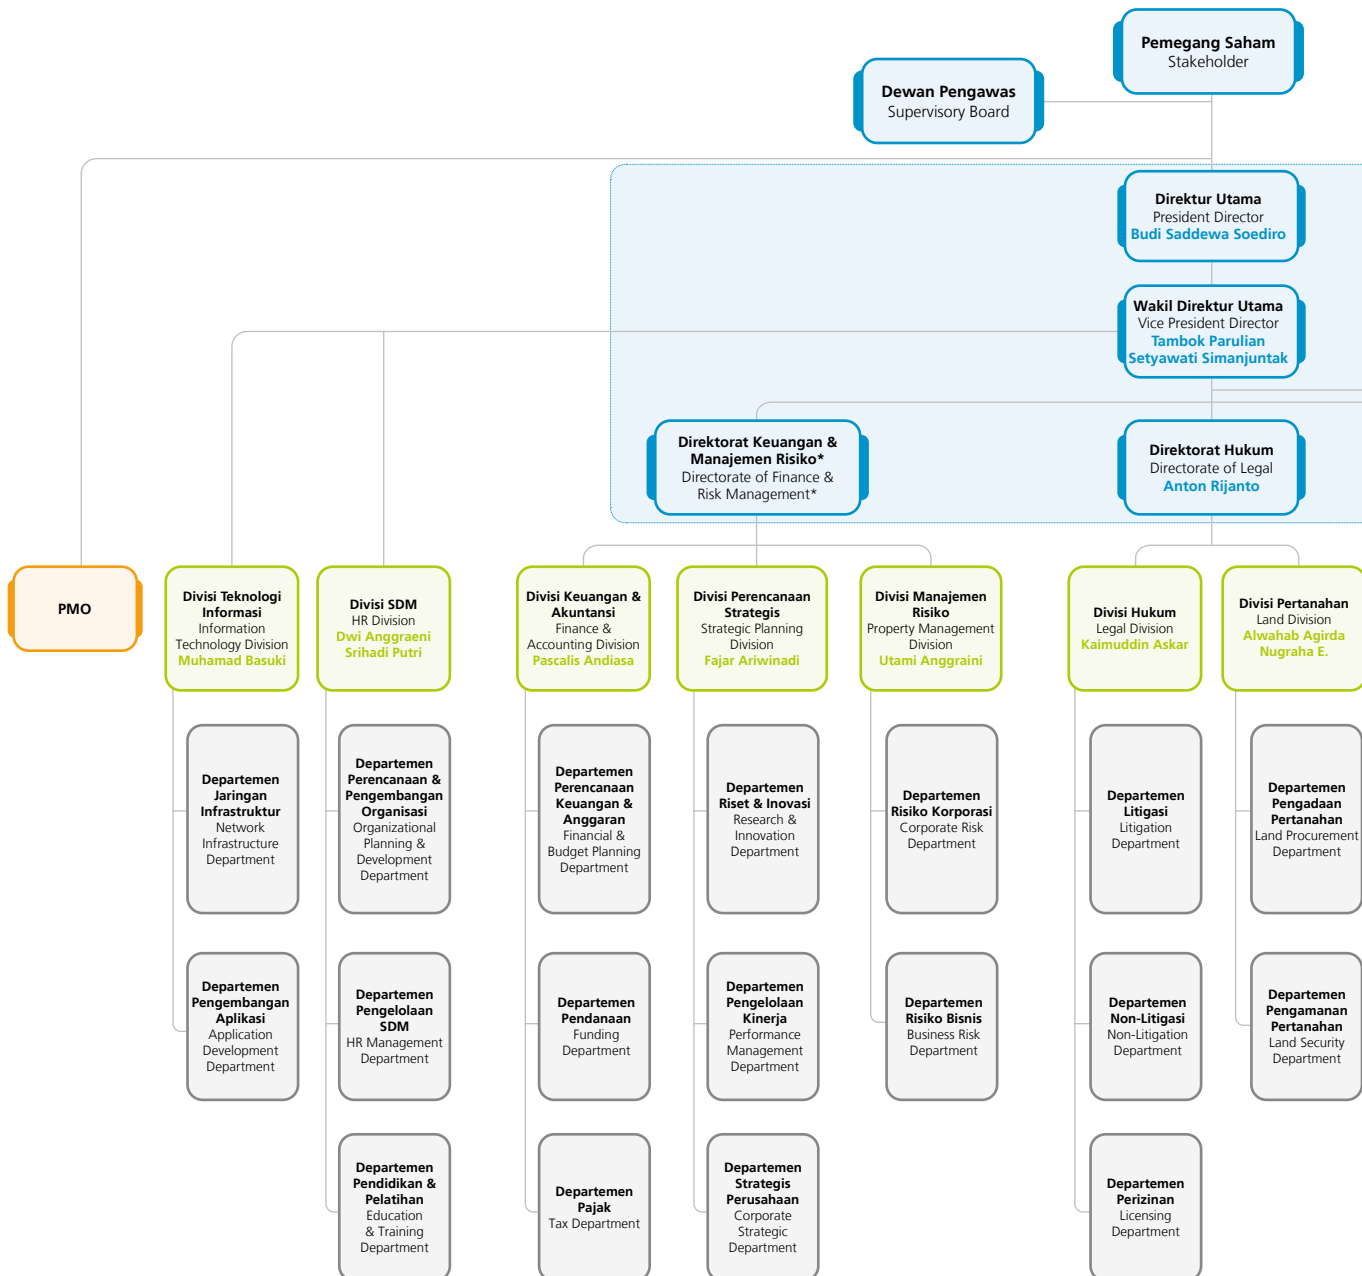 Pemegang Saham
Stakeholder
Dewan Pengawas
Supervisory Board
Direktur Utama
President Director
Budi Saddewa Soediro
Wakil Direktur Utama
Vice President Director
Tambok Parulian
Setyawati Simanjuntak
Direktorat Keuangan &
Manajemen Risiko*
Directorate of Finance &
Risk Management*
Direktorat Hukum
Directorate of Legal
Anton Rijanto
PMO
Divisi Teknologi
Informasi
Information
Technology Division
Muhamad Basuki
Divisi SDM
HR Division
Dwi Anggraeni
Srihadi Putri
Divisi Keuangan &
Akuntansi
Finance &
Accounting Division
Pascalis Andiasa
Divisi Perencanaan
Strategis
Strategic Planning
Division
Fajar Ariwinadi
Divisi Manajemen
Risiko
Property Management
Division
Utami Anggraini
Divisi Hukum
Legal Division
Kaimuddin Askar
Divisi Pertanahan
Land Division
Alwahab Agirda
Nugraha E.
Departemen
Jaringan
Infrastruktur
Network
Infrastructure
Department
Departemen
Perencanaan &
Pengembangan
Organisasi
Organizational
Planning &
Development
Department
Departemen
Perencanaan
Keuangan &
Anggaran
Financial &
Budget Planning
Department
Departemen
Riset & Inovasi
Research &
Innovation
Department
Departemen
Risiko Korporasi
Corporate Risk
Department
Departemen
Litigasi
Litigation
Department
Departemen
Pengadaan
Pertanahan
Land Procurement
Department
Departemen
Pengembangan
Aplikasi
Application
Development
Department
Departemen
Pengelolaan
SDM
HR Management
Department
Departemen
Pendanaan
Funding
Department
Departemen
Pengelolaan
Kinerja
Performance
Management
Department
Departemen
Risiko Bisnis
Business Risk
Department
Departemen
Non-Litigasi
Non-Litigation
Department
Departemen
Pengamanan
Pertanahan
Land Security
Department
Departemen
Pendidikan &
Pelatihan
Education
& Training
Department
Departemen
Pajak
Tax Department
Departemen
Strategis
Perusahaan
Corporate
Strategic
Department
Departemen
Perizinan
Licensing
Department